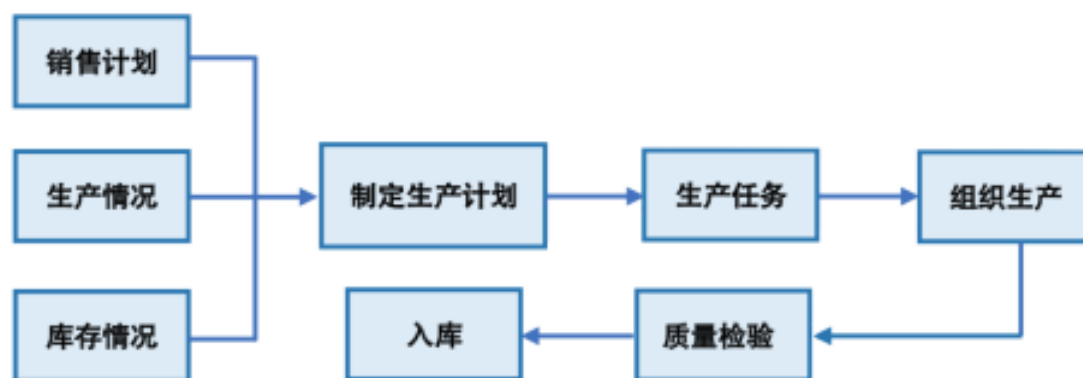 销售计划
生产情况
库存情况
制定生产计划
生产任务
组织生产
质量检验
入库